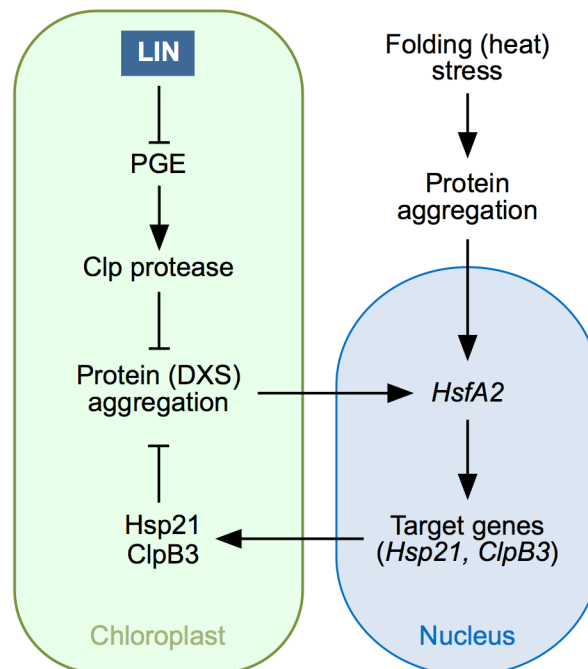 LIN
PGE
Clp protease
Protein (DXS)
aggregation
Hsp21
ClpB3
Chloroplast
Folding (heat)
stress
Protein
aggregation
HsfA2
Target genes
(Hsp21, ClpB3)
Nucleus